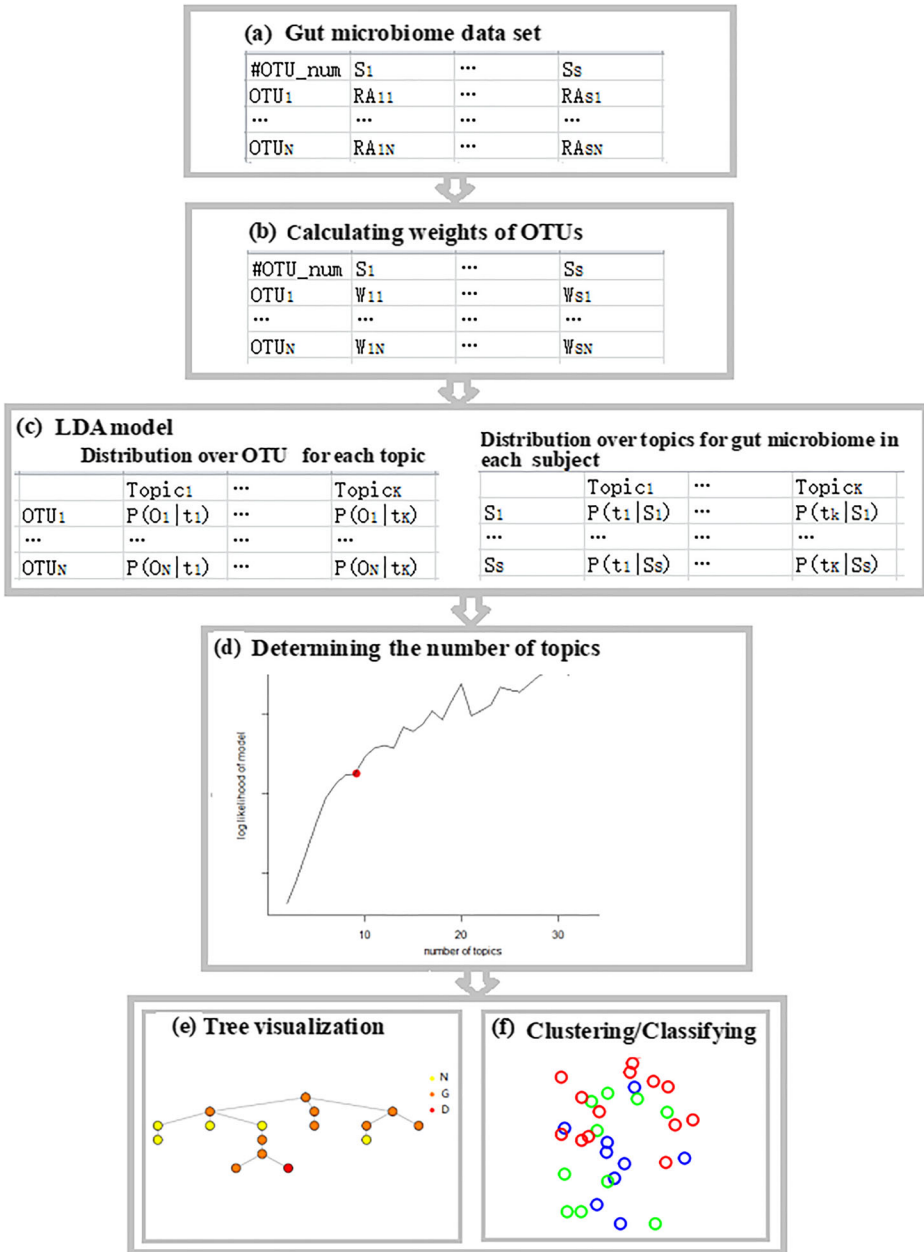 (a) Gut microbiome data set
#OTU_num S1 ... Ss
OTU1 RA11 ... RAs1
... ... ... ...
OTUN RA1N ... RAsN
(b) Calculating weights of OTUs
#OTU_num S1 ... Ss
OTU1 W11 ... Ws1
... ... ... ...
OTUN W1N ... WsN
(c) LDA model
Distribution over OTU for each topic
Topic1 ... TopicK
OTU1 P(O1|t1) ... P(O1|tK)
... ... ... ...
OTUN P(ON|t1) ... P(ON|tK)
Distribution over topics for gut microbiome in
each subject
Topic1 ... TopicK
S1 P(t1|S1) ... P(tk|S1)
... ... ... ...
Ss P(t1|Ss) ... P(tK|Ss)
(d) Determining the number of topics
log likelihood of model
10 20 30
number of topics
(e) Tree visualization
N
G
D
(f) Clustering/Classifying